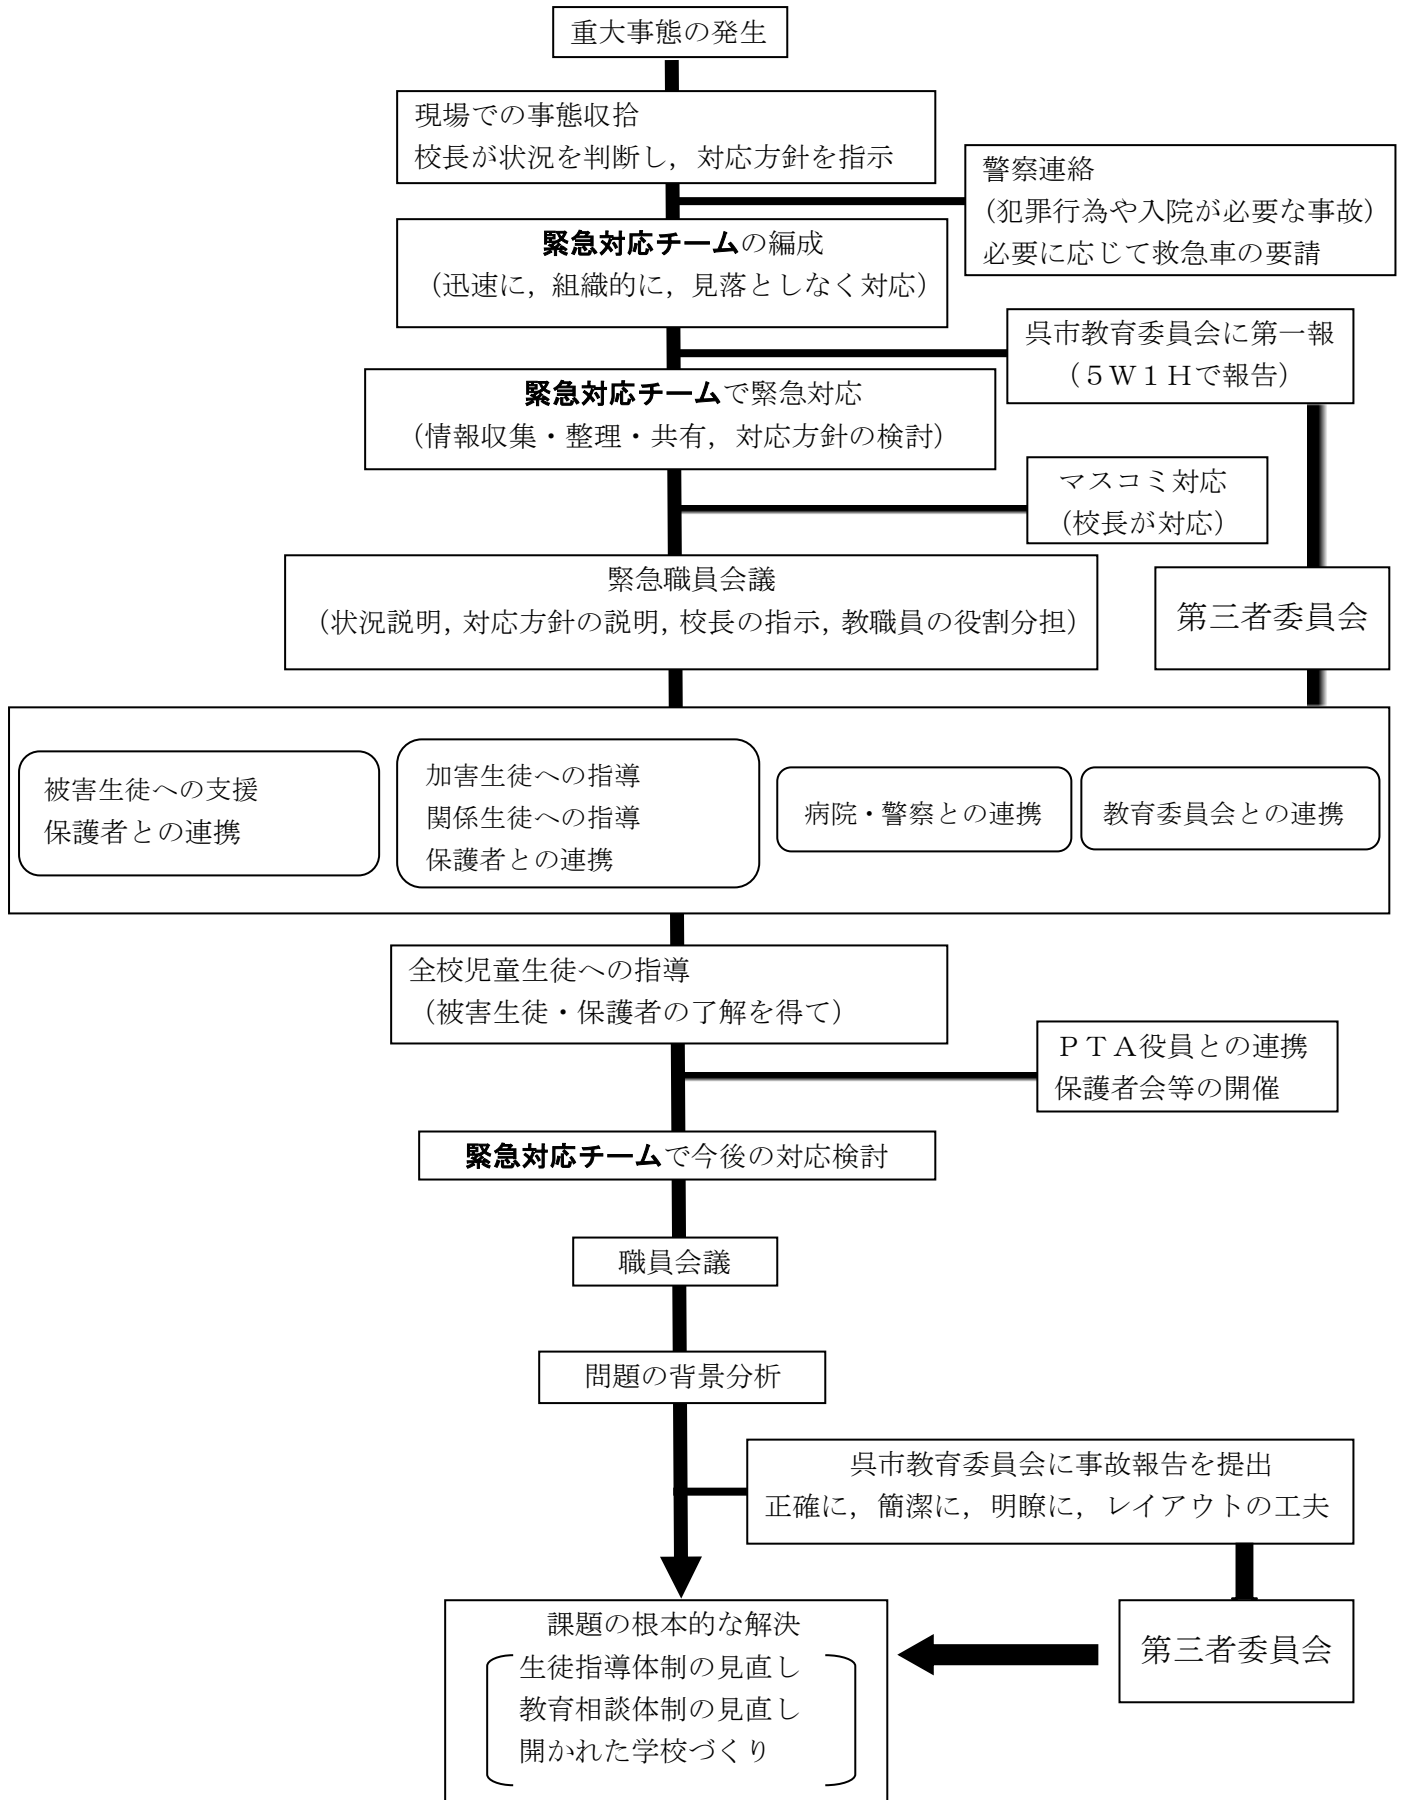 重大事態の発生
現場での事態収拾
校長が状況を判断し，対応方針を指示
警察連絡
（犯罪行為や入院が必要な事故）
必要に応じて救急車の要請
緊急対応チームの編成
（迅速に，組織的に，見落としなく対応）
呉市教育委員会に第一報
（５Ｗ１Ｈで報告）
緊急対応チームで緊急対応
（情報収集・整理・共有，対応方針の検討）
マスコミ対応
（校長が対応）
緊急職員会議
（状況説明，対応方針の説明，校長の指示，教職員の役割分担）
第三者委員会
被害生徒への支援
保護者との連携
加害生徒への指導
関係生徒への指導
保護者との連携
病院・警察との連携
教育委員会との連携
全校児童生徒への指導
（被害生徒・保護者の了解を得て）
ＰＴＡ役員との連携
保護者会等の開催
緊急対応チームで今後の対応検討
職員会議
問題の背景分析
呉市教育委員会に事故報告を提出
正確に，簡潔に，明瞭に，レイアウトの工夫
課題の根本的な解決
生徒指導体制の見直し
教育相談体制の見直し
開かれた学校づくり
第三者委員会